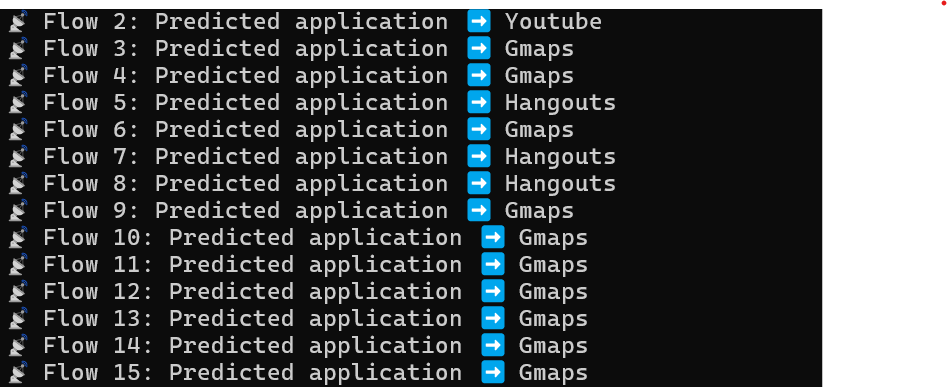 📡 Flow 2: Predicted application ➡️ Youtube
📡 Flow 3: Predicted application ➡️ Gmaps
📡 Flow 4: Predicted application ➡️ Gmaps
📡 Flow 5: Predicted application ➡️ Hangouts
📡 Flow 6: Predicted application ➡️ Gmaps
📡 Flow 7: Predicted application ➡️ Hangouts
📡 Flow 8: Predicted application ➡️ Hangouts
📡 Flow 9: Predicted application ➡️ Gmaps
📡 Flow 10: Predicted application ➡️ Gmaps
📡 Flow 11: Predicted application ➡️ Gmaps
📡 Flow 12: Predicted application ➡️ Gmaps
📡 Flow 13: Predicted application ➡️ Gmaps
📡 Flow 14: Predicted application ➡️ Gmaps
📡 Flow 15: Predicted application ➡️ Gmaps